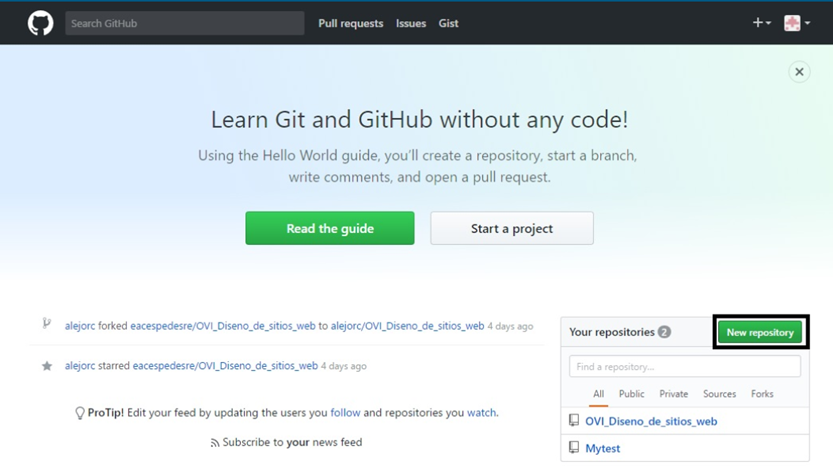 Search GitHub
Pull requests Issues Gist
Learn Git and GitHub without any code!
Using the Hello World guide, you'll create a repository, start a branch,
write comments, and open a pull request.
Read the guide
Start a project
alejorc forked eacespedesre/OVI_Diseno_de_sitios_web to alejorc/OVI_Diseno_de_sitios_web 4 days ago
alejorc starred eacespedesre/OVI_Diseno_de_sitios_web 4 days ago
ProTip! Edit your feed by updating the users you follow and repositories you watch.
Subscribe to your news feed
Your repositories 2
New repository
Find a repository...
All Public Private Sources Forks
OVI_Diseno_de_sitios_web
Mytest